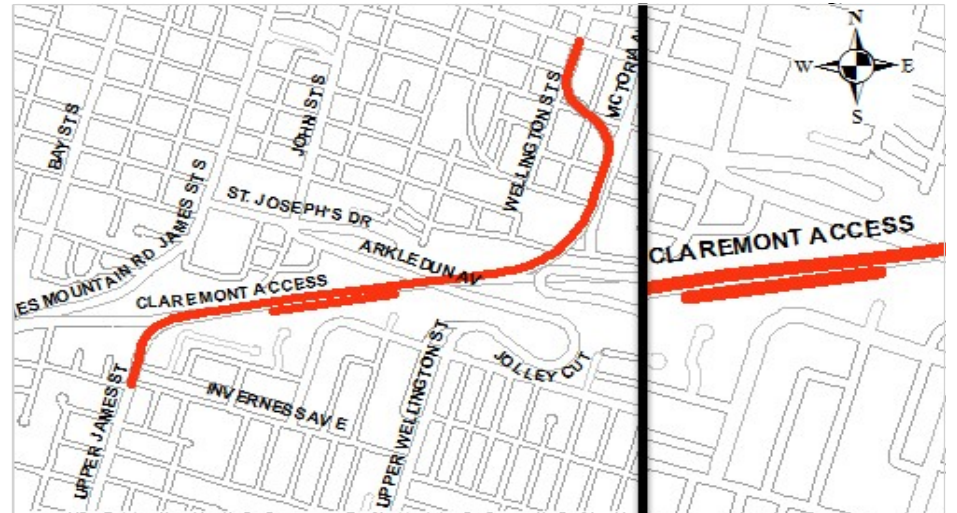 BAY ST S
JOHN ST S
WELLINGTON ST S
ST. JOSEPH'S DR
JAMES ST S
ES MOUNTAIN RD
ARKLEDUN AV
CLAREMONT ACCESS
JOLLEY CUT
INVERNESS AV E
UPPER JAMES ST
UPPER WELLINGTON ST
N
W
E
S
CLAREMONT ACCESS